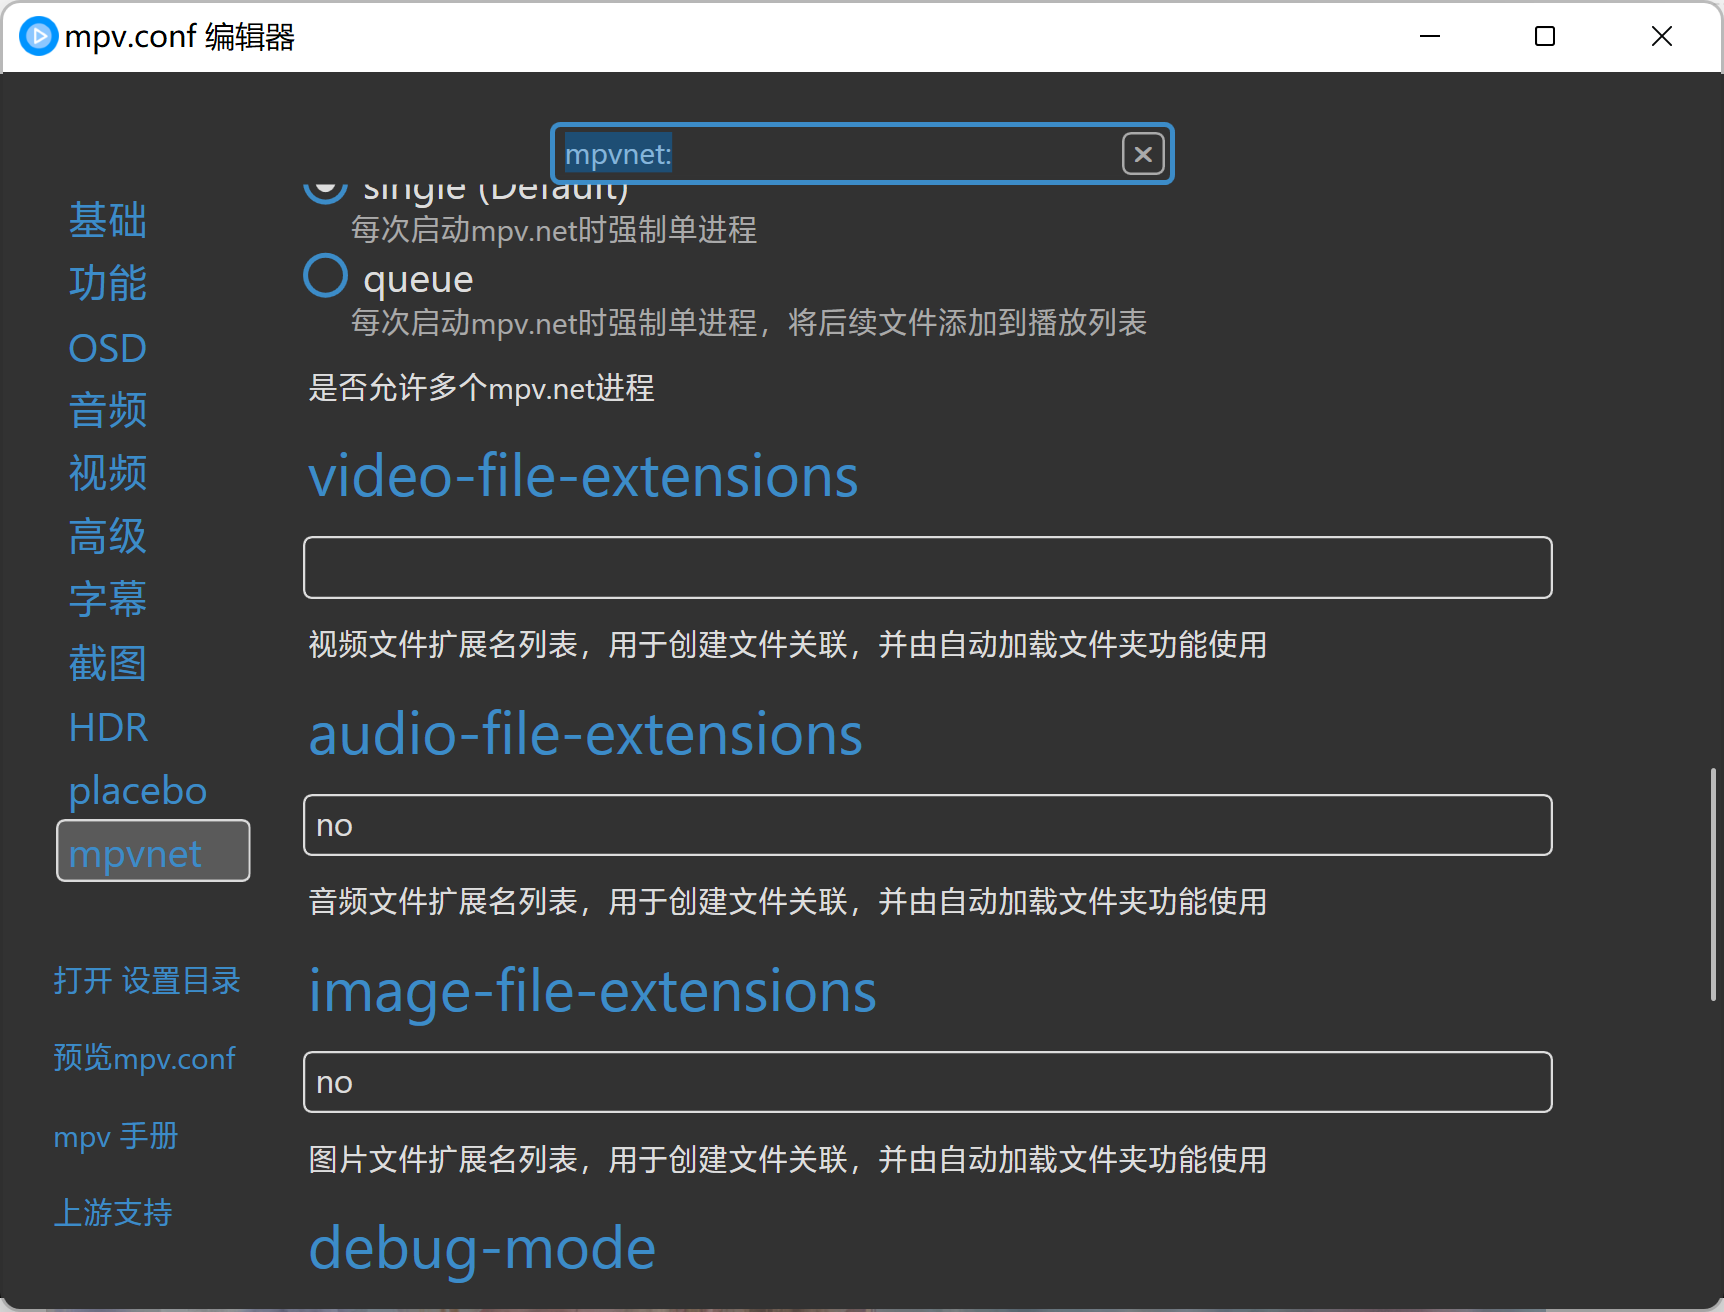 mpv.conf 编辑器
mpvnet:
基础
功能
OSD
音频
视频
高级
字幕
截图
HDR
placebo
mpvnet
打开 设置目录
预览mpv.conf
mpv 手册
上游支持
single (Default)
每次启动mpv.net时强制单进程
queue
每次启动mpv.net时强制单进程，将后续文件添加到播放列表
是否允许多个mpv.net进程
video-file-extensions
视频文件扩展名列表，用于创建文件关联，并由自动加载文件夹功能使用
audio-file-extensions
no
音频文件扩展名列表，用于创建文件关联，并由自动加载文件夹功能使用
image-file-extensions
no
图片文件扩展名列表，用于创建文件关联，并由自动加载文件夹功能使用
debug-mode